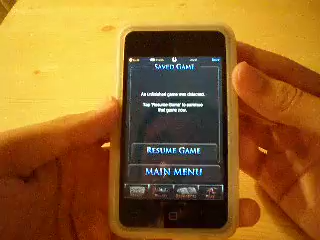 SAVED GAME
An unfinished game was detected.
Tap "Resume Game" to continue
that game now.
RESUME GAME
MAIN MENU